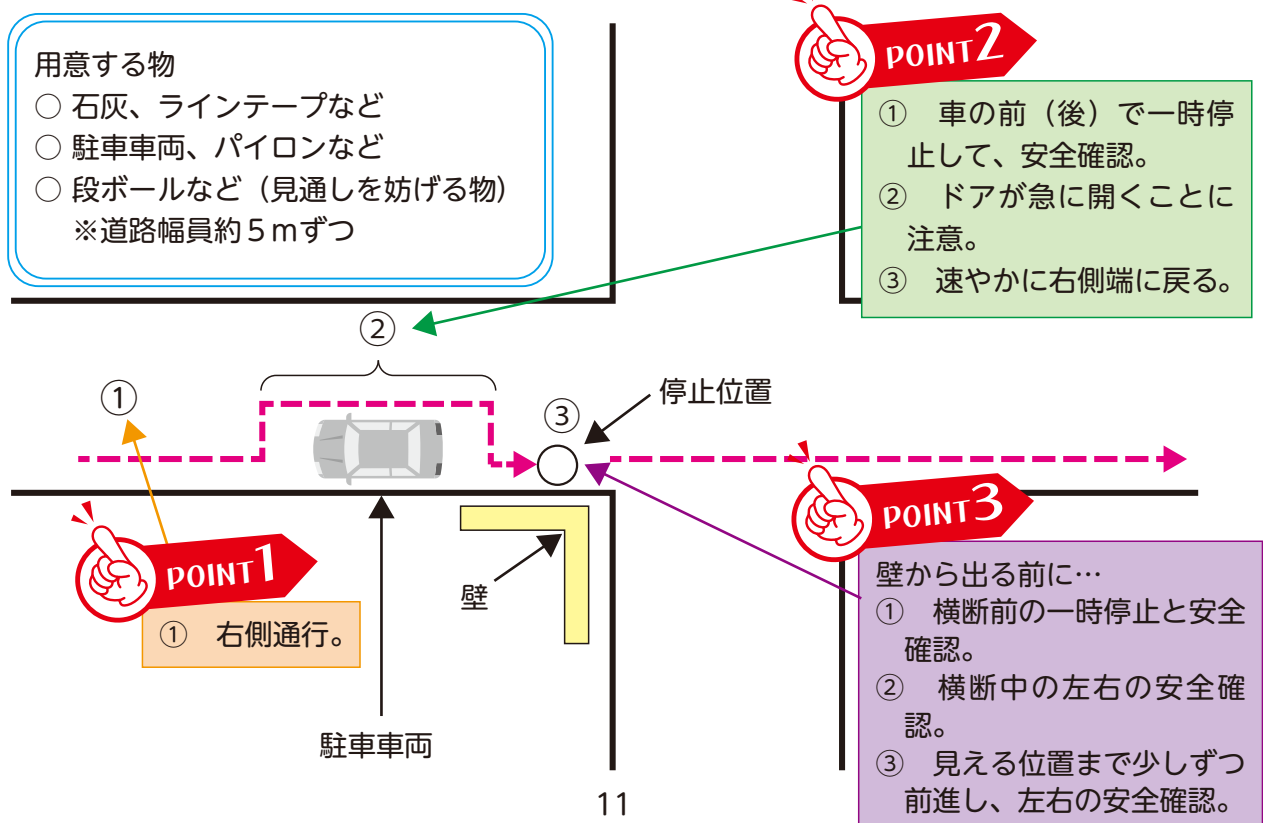 用意する物
○ 石灰、ラインテープなど
○ 駐車車両、パイロンなど
○ 段ボールなど（見通しを妨げる物）
※道路幅員約５ｍずつ
POINT2
① 車の前（後）で一時停
止して、安全確認。
② ドアが急に開くことに
注意。
③ 速やかに右側端に戻る。
②
①
③
停止位置
POINT1
① 右側通行。
壁
駐車車両
POINT3
壁から出る前に…
① 横断前の一時停止と安全
確認。
② 横断中の左右の安全確
認。
③ 見える位置まで少しずつ
前進し、左右の安全確認。
11